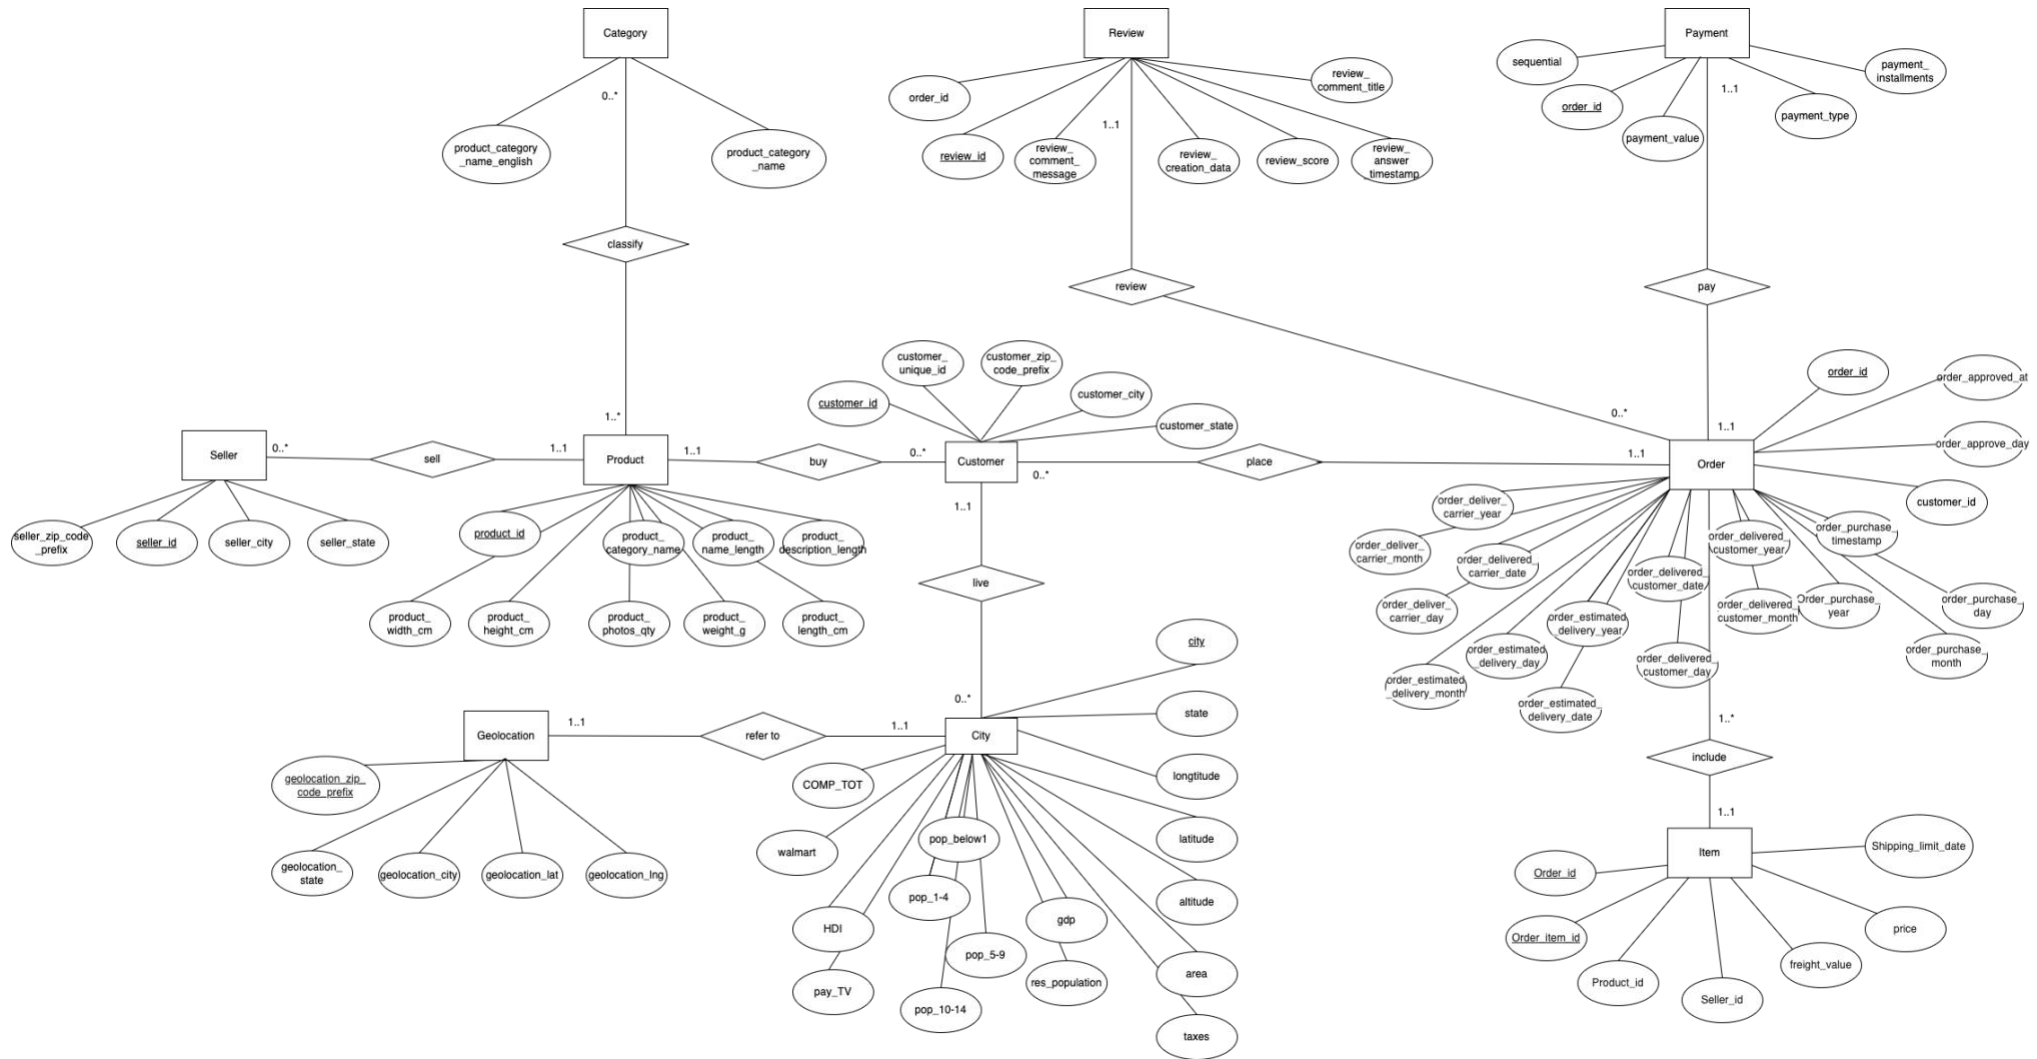 Category
Review
Payment
sequential
payment_
installments
review_
comment_title
order_id
order_id
payment_type
payment_value
0..*
1..1
1..1
product_category
_name_english
product_category
_name
review_id
review_
comment_
message
review_
creation_data
review_score
review_
answer
_timestamp
classify
review
pay
customer_
unique_id
customer_zip_
code_prefix
customer_id
customer_city
customer_state
order_id
order_approved_at
order_approve_day
customer_id
1..*
0..*
1..1
Seller
0..*
sell
1..1
Product
1..1
buy
0..*
Customer
0..*
place
1..1
Order
seller_zip_code
_prefix
seller_id
seller_city
seller_state
product_id
product_
category_name
product_
name_length
product_
description_length
product_
width_cm
product_
height_cm
product_
photos_qty
product_
weight_g
product_
length_cm
1..1
live
0..*
order_deliver_
carrier_year
order_deliver_
carrier_month
order_delivered_
carrier_date
order_deliver_
carrier_day
order_estimated
_delivery_year
order_estimated
_delivery_day
order_estimated
_delivery_month
order_estimated_
delivery_date
order_delivered_
customer_date
order_delivered_
customer_day
order_delivered_
customer_year
order_delivered_
customer_month
order_purchase_
timestamp
Order_purchase_
year
order_purchase_
day
order_purchase_
month
1..*
include
1..1
Geolocation
1..1
refer to
1..1
City
city
state
longtitude
latitude
altitude
area
taxes
geolocation_zip_
code_prefix
geolocation_
state
geolocation_city
geolocation_lat
geolocation_lng
COMP_TOT
walmart
HDI
pay_TV
pop_below1
pop_1-4
pop_5-9
pop_10-14
gdp
res_population
Item
Shipping_limit_date
Order_id
Order_item_id
Product_id
Seller_id
freight_value
price